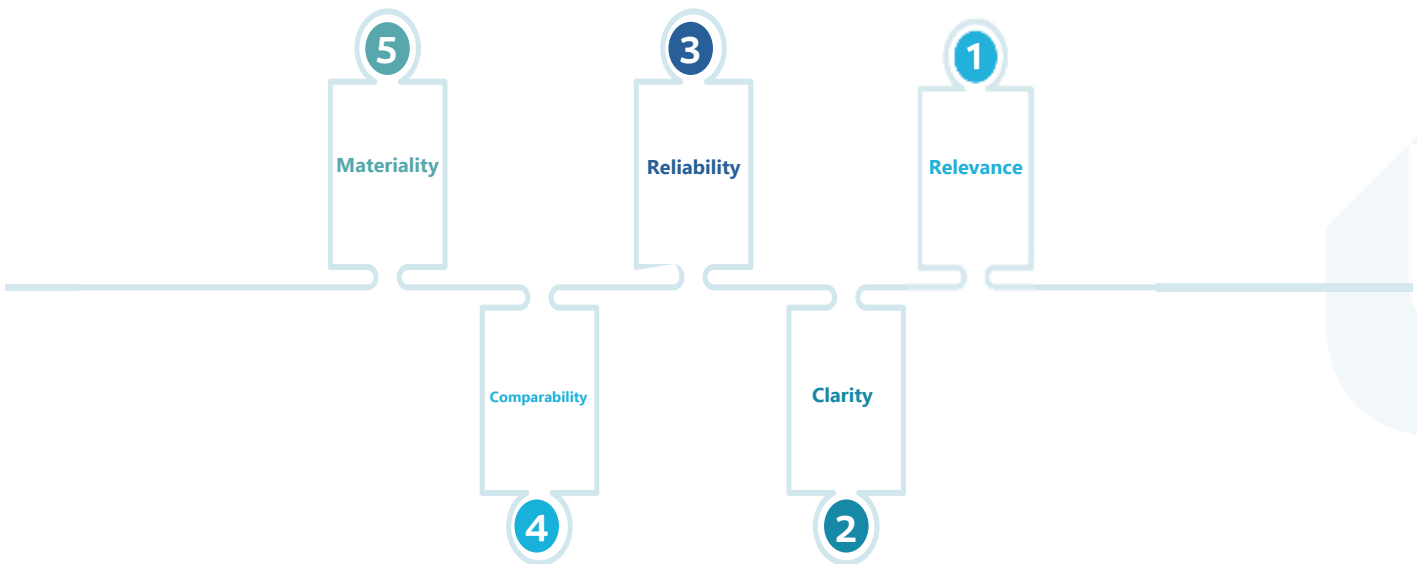 5
3
1
Materiality
Reliability
Relevance
Comparability
Clarity
4
2